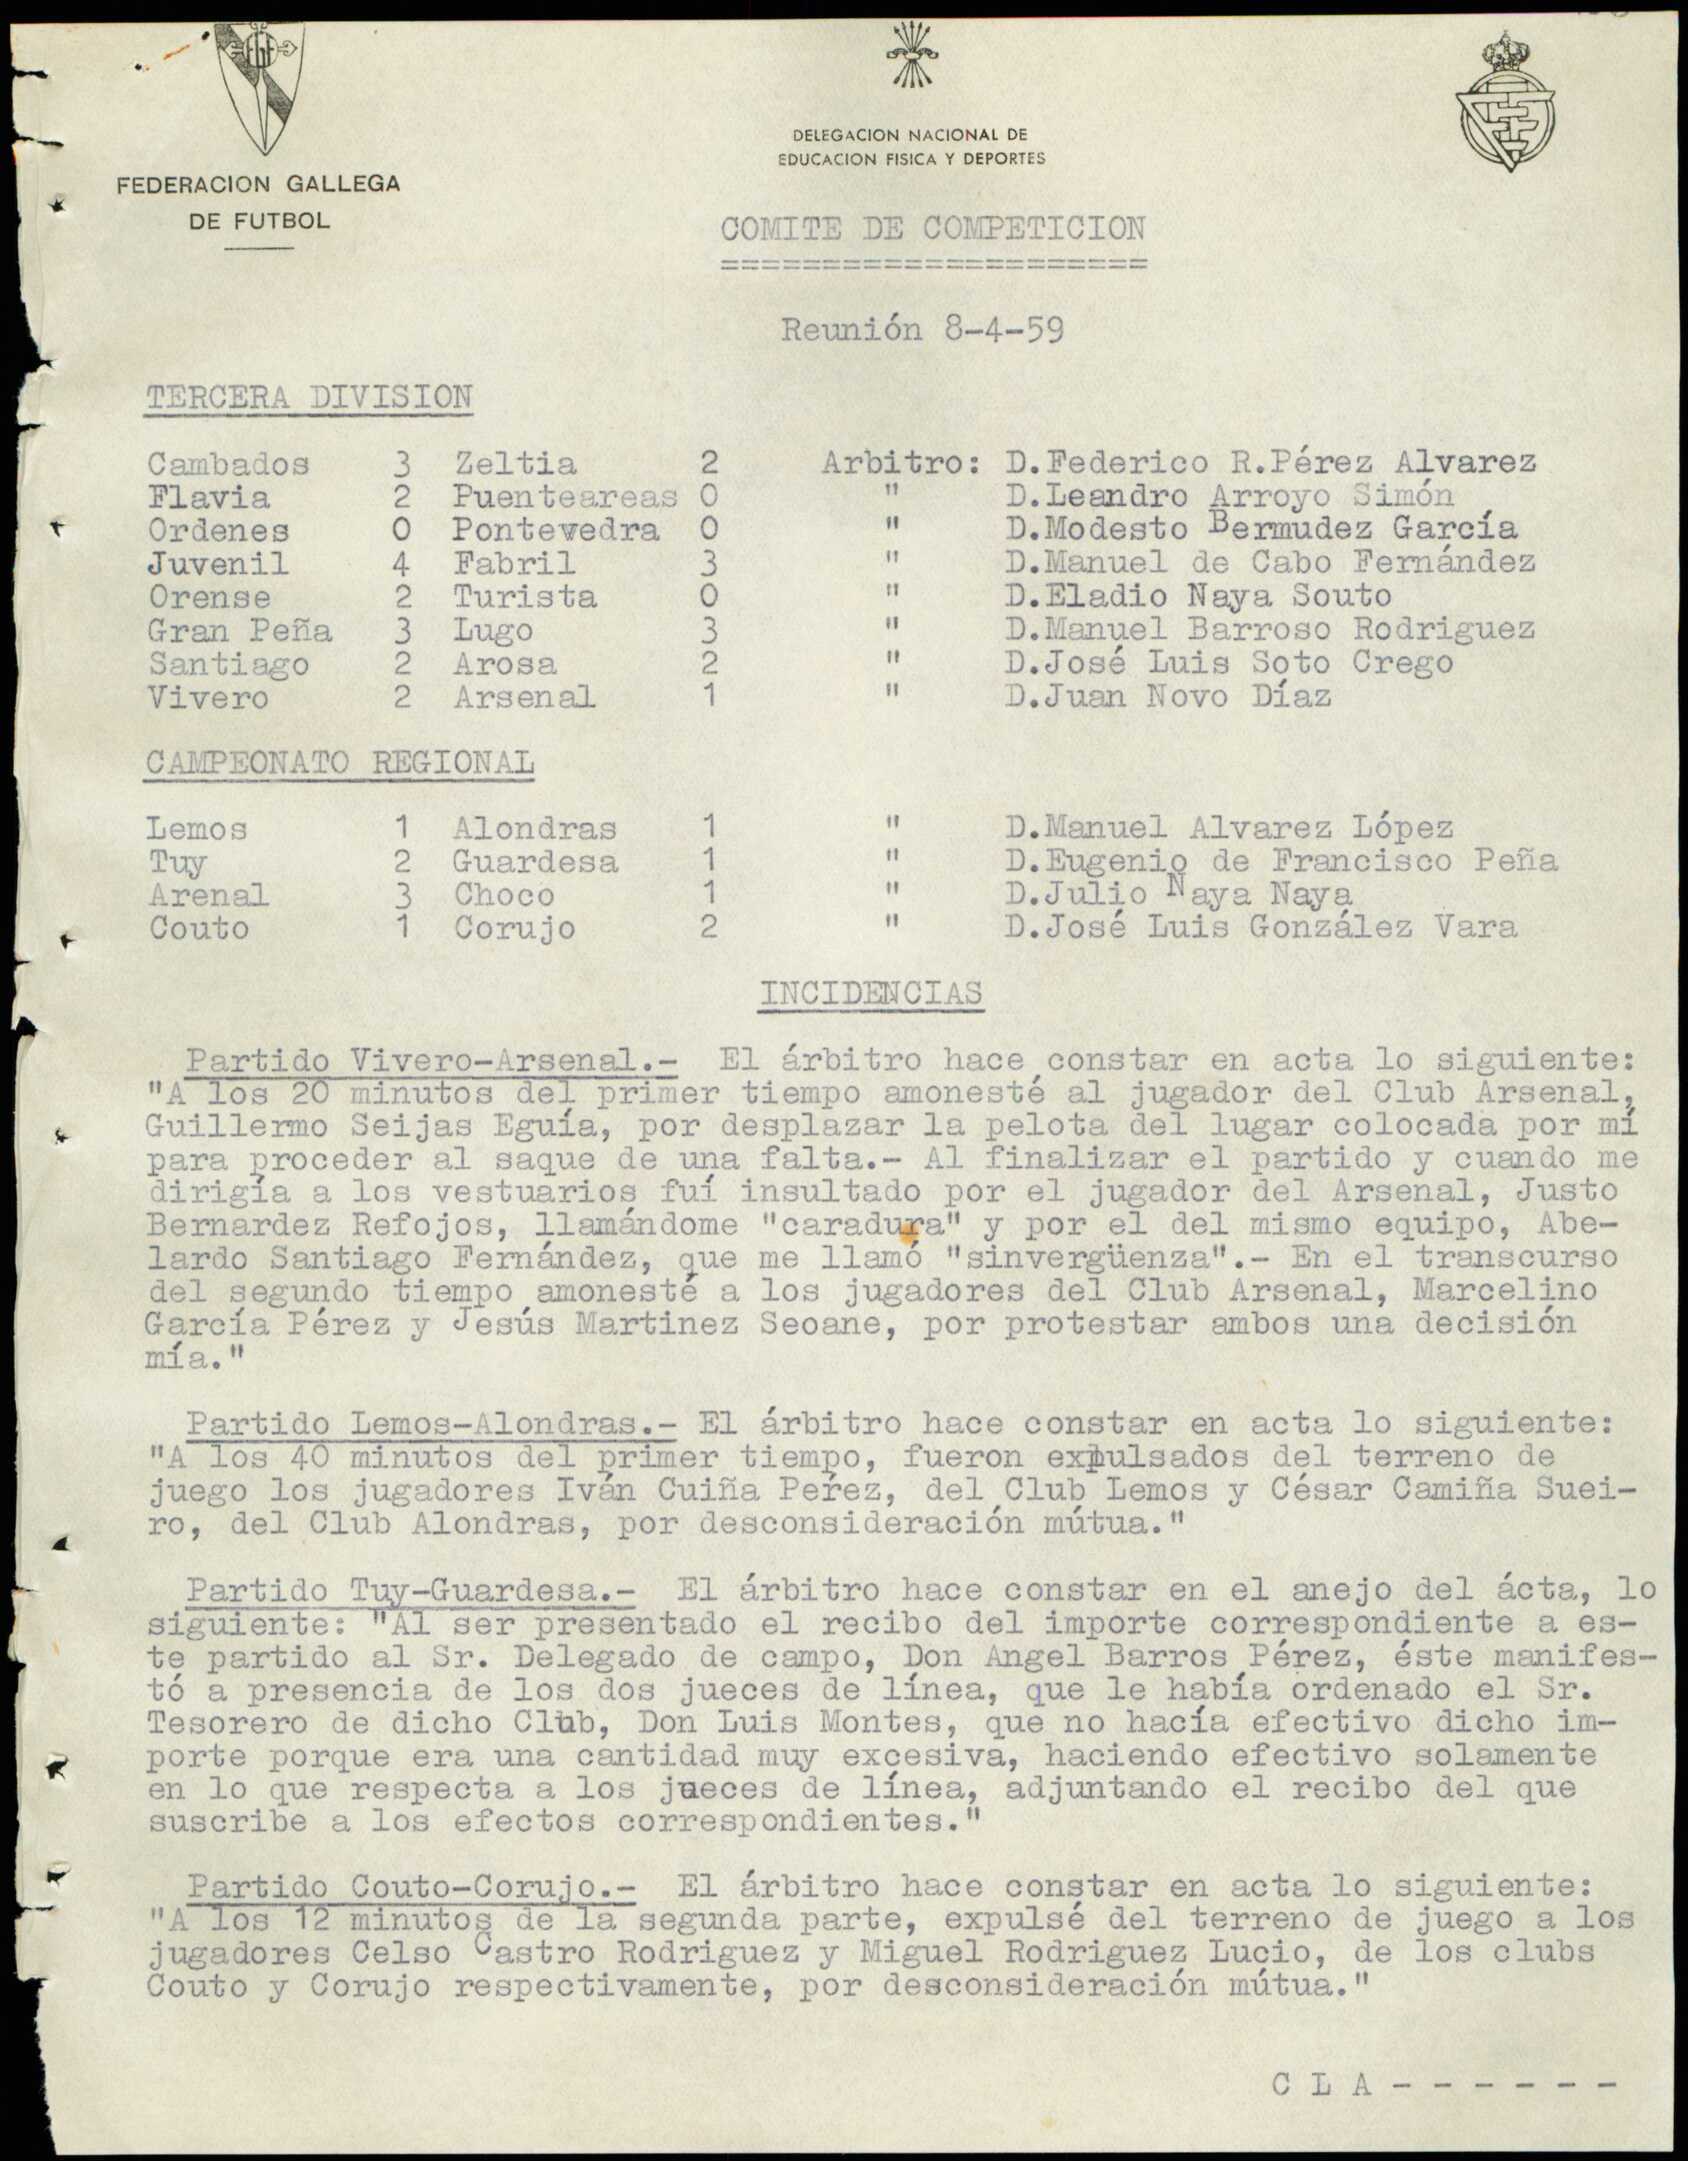 FEDERACION GALLEGA
DE FUTBOL
DELEGACION NACIONAL DE
EDUCACION FISICA Y DEPORTES
COMITE DE COMPETICION
=====================
Reunión 8-4-59
TERCERA DIVISION
Cambados 3 Zeltia 2 Arbitro: D.Federico R.Pérez Alvarez
Flavia 2 Puenteareas 0 " D.Leandro Arroyo Simón
Ordenes 0 Pontevedra 0 " D.Modesto Bermudez García
Juvenil 4 Fabril 3 " D.Manuel de Cabo Fernández
Orense 2 Turista 0 " D.Eladio Naya Souto
Gran Peña 3 Lugo 3 " D.Manuel Barroso Rodriguez
Santiago 2 Arosa 2 " D.José Luis Soto Crego
Vivero 2 Arsenal 1 " D.Juan Novo Díaz
CAMPEONATO REGIONAL
Lemos 1 Alondras 1 " D.Manuel Alvarez López
Tuy 2 Guardesa 1 " D.Eugenio de Francisco Peña
Arenal 3 Choco 1 " D.Julio Naya Naya
Couto 1 Corujo 2 " D.José Luis González Vara
INCIDENCIAS
Partido Vivero-Arsenal.- El árbitro hace constar en acta lo siguiente:
"A los 20 minutos del primer tiempo amonesté al jugador del Club Arsenal,
Guillermo Seijas Eguía, por desplazar la pelota del lugar colocada por mí
para proceder al saque de una falta.- Al finalizar el partido y cuando me
dirigía a los vestuarios fuí insultado por el jugador del Arsenal, Justo
Bernardez Refojos, llamándome "caradura" y por el del mismo equipo, Abe-
lardo Santiago Fernández, que me llamó "sinvergüenza".- En el transcurso
del segundo tiempo amonesté a los jugadores del Club Arsenal, Marcelino
García Pérez y Jesús Martinez Seoane, por protestar ambos una decisión
mía."
Partido Lemos-Alondras.- El árbitro hace constar en acta lo siguiente:
"A los 40 minutos del primer tiempo, fueron expulsados del terreno de
juego los jugadores Iván Cuiña Peŕez, del Club Lemos y César Camiña Suei-
ro, del Club Alondras, por desconsideración mútua."
Partido Tuy-Guardesa.- El árbitro hace constar en el anejo del ácta, lo
siguiente: "Al ser presentado el recibo del importe correspondiente a es-
te partido al Sr. Delegado de campo, Don Angel Barros Pérez, éste manifes-
tó a presencia de los dos jueces de línea, que le había ordenado el Sr.
Tesorero de dicho Club, Don Luis Montes, que no hacía efectivo dicho im-
porte porque era una cantidad muy excesiva, haciendo efectivo solamente
en lo que respecta a los jueces de línea, adjuntando el recibo del que
suscribe a los efectos correspondientes."
Partido Couto-Corujo.- El árbitro hace constar en acta lo siguiente:
"A los 12 minutos de la segunda parte, expulsé del terreno de juego a los
jugadores Celso Castro Rodriguez y Miguel Rodriguez Lucio, de los clubs
Couto y Corujo respectivamente, por desconsideración mútua."
C L A - - - - - -